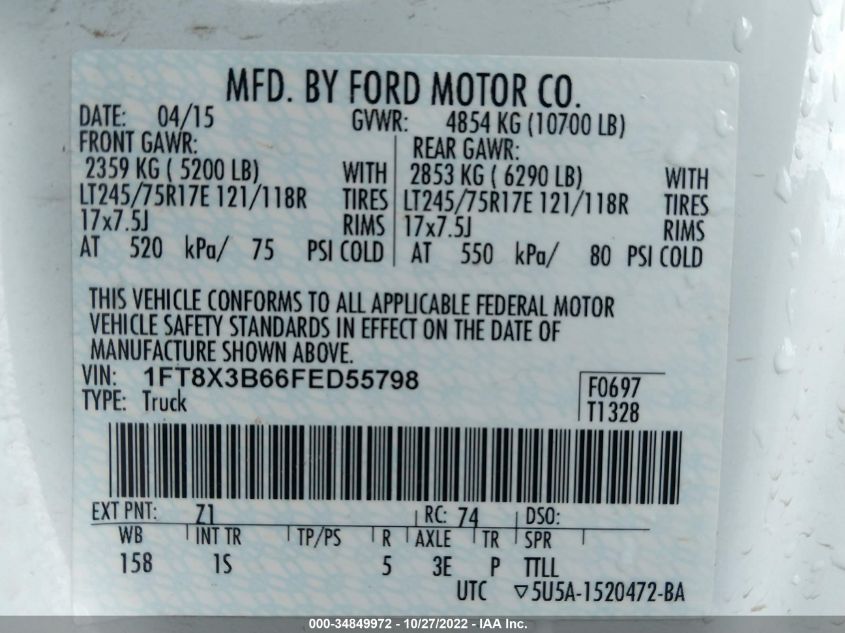 MFD. BY FORD MOTOR CO.
DATE: 04/15 GVWR: 4854 KG (10700 LB)
FRONT GAWR: REAR GAWR:
2359 KG ( 5200 LB) WITH 2853 KG ( 6290 LB) WITH
LT245/75R17E 121/118R TIRES LT245/75R17E 121/118R TIRES
17x7.5J RIMS 17x7.5J RIMS
AT 520 kPa/ 75 PSI COLD AT 550 kPa/ 80 PSI COLD
THIS VEHICLE CONFORMS TO ALL APPLICABLE FEDERAL MOTOR
VEHICLE SAFETY STANDARDS IN EFFECT ON THE DATE OF
MANUFACTURE SHOWN ABOVE.
VIN: 1FT8X3B66FED55798
TYPE: Truck
F0697
T1328
EXT PNT: Z1 RC: 74 DSO:
WB INT TR TP/PS R AXLE TR SPR
158 1S 5 3E P TTLL
UTC ▽5U5A-1520472-BA
000-34849972 - 10/27/2022 - IAA Inc.